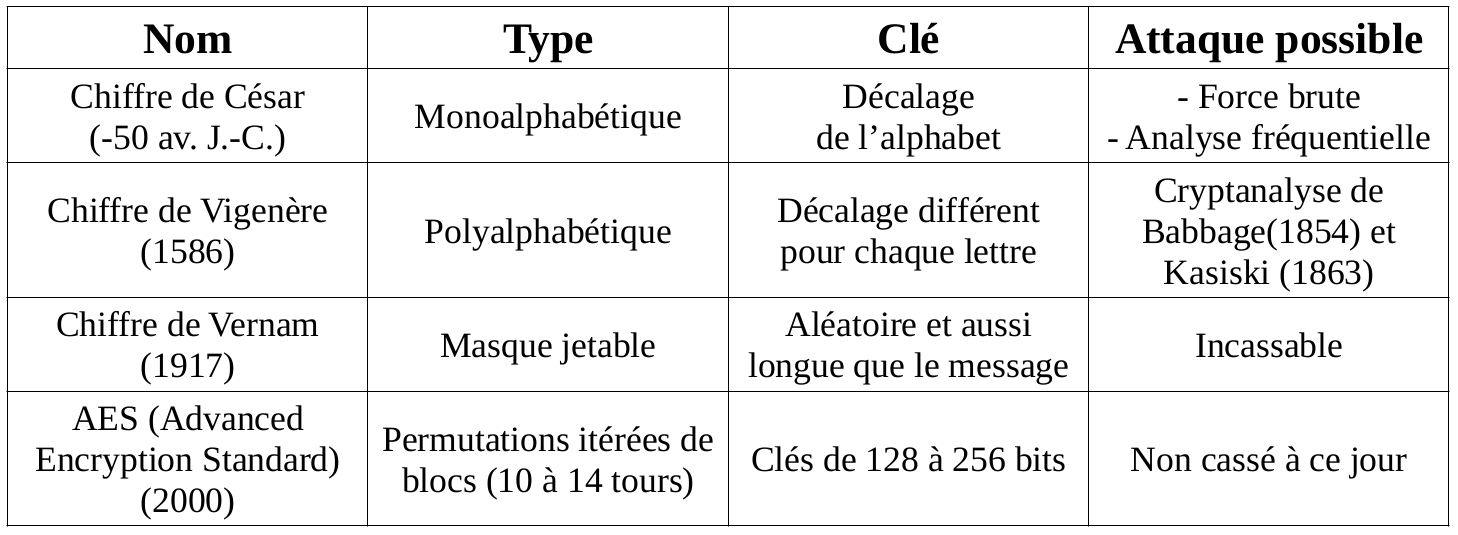 Nom
Type
Clé
Attaque possible
Chiffre de César
(-50 av. J.-C.)
Monoalphabétique
Décalage
de l’alphabet
- Force brute
- Analyse fréquentielle
Chiffre de Vigenère
(1586)
Polyalphabétique
Décalage différent
pour chaque lettre
Cryptanalyse de
Babbage(1854) et
Kasiski (1863)
Chiffre de Vernam
(1917)
Masque jetable
Aléatoire et aussi
longue que le message
Incassable
AES (Advanced
Encryption Standard)
(2000)
Permutations itérées de
blocs (10 à 14 tours)
Clés de 128 à 256 bits
Non cassé à ce jour